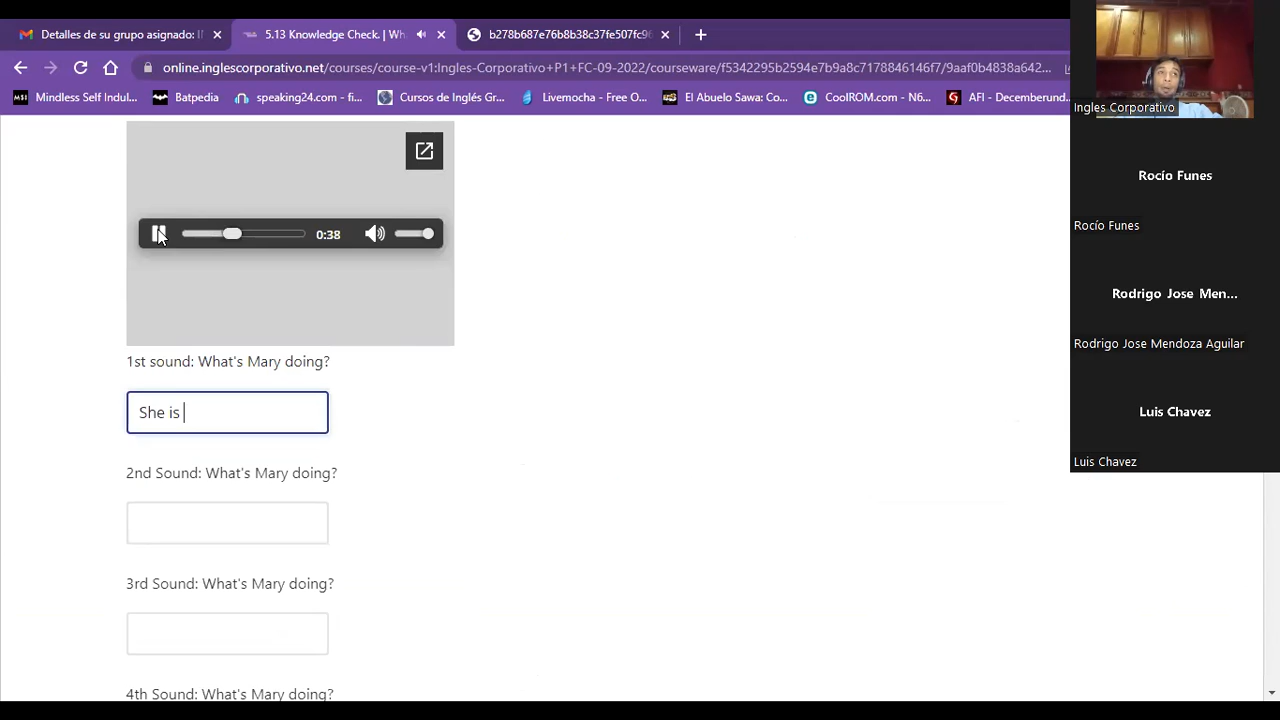 Detalles de su grupo asignado: II
5.13 Knowledge Check. | Wh
b278b687e76b8b38c37fe507fc96
online.inglescorporativo.net/courses/course-v1:Ingles-Corporativo+P1+FC-09-2022/courseware/f5342295b2594e7b9a8c7178846146f7/9aaf0b4838a642...
Mindless Self Indul...
Batpedia
speaking24.com - fi...
Cursos de Inglés Gr...
Livemocha - Free O...
El Abuelo Sawa: Co...
CoolROM.com - N6...
AFI - Decemberund
Ingles Corporativo
Rocío Funes
Rocío Funes
Rodrigo Jose Men...
Rodrigo Jose Mendoza Aguilar
Luis Chavez
Luis Chavez
0:38
1st sound: What's Mary doing?
She is
2nd Sound: What's Mary doing?
3rd Sound: What's Mary doing?
4th Sound: What's Mary doing?